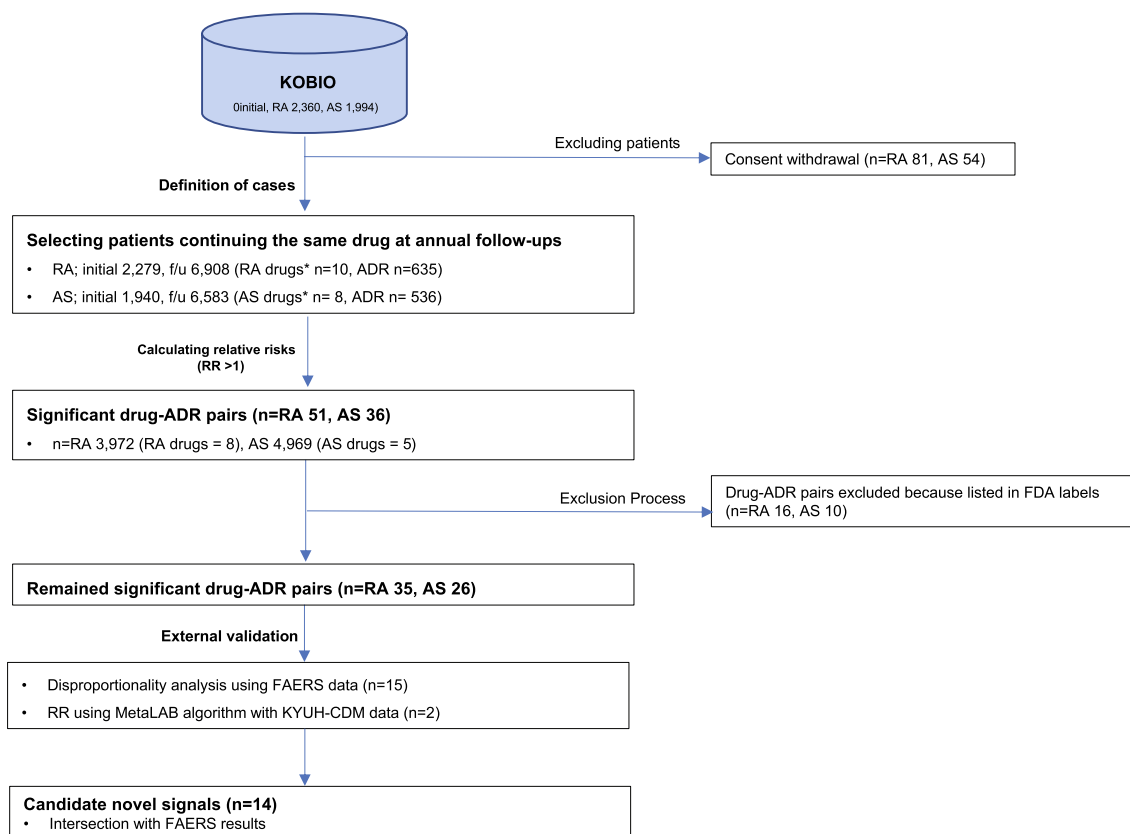 KOBIO
0initial, RA 2,360, AS 1,994)
Excluding patients
Consent withdrawal (n=RA 81, AS 54)
Definition of cases
Selecting patients continuing the same drug at annual follow-ups
• RA; initial 2,279, f/u 6,908 (RA drugs* n=10, ADR n=635)
• AS; initial 1,940, f/u 6,583 (AS drugs* n= 8, ADR n= 536)
Calculating relative risks
(RR >1)
Significant drug-ADR pairs (n=RA 51, AS 36)
• n=RA 3,972 (RA drugs = 8), AS 4,969 (AS drugs = 5)
Exclusion Process
Drug-ADR pairs excluded because listed in FDA labels
(n=RA 16, AS 10)
Remained significant drug-ADR pairs (n=RA 35, AS 26)
External validation
• Disproportionality analysis using FAERS data (n=15)
• RR using MetaLAB algorithm with KYUH-CDM data (n=2)
Candidate novel signals (n=14)
• Intersection with FAERS results